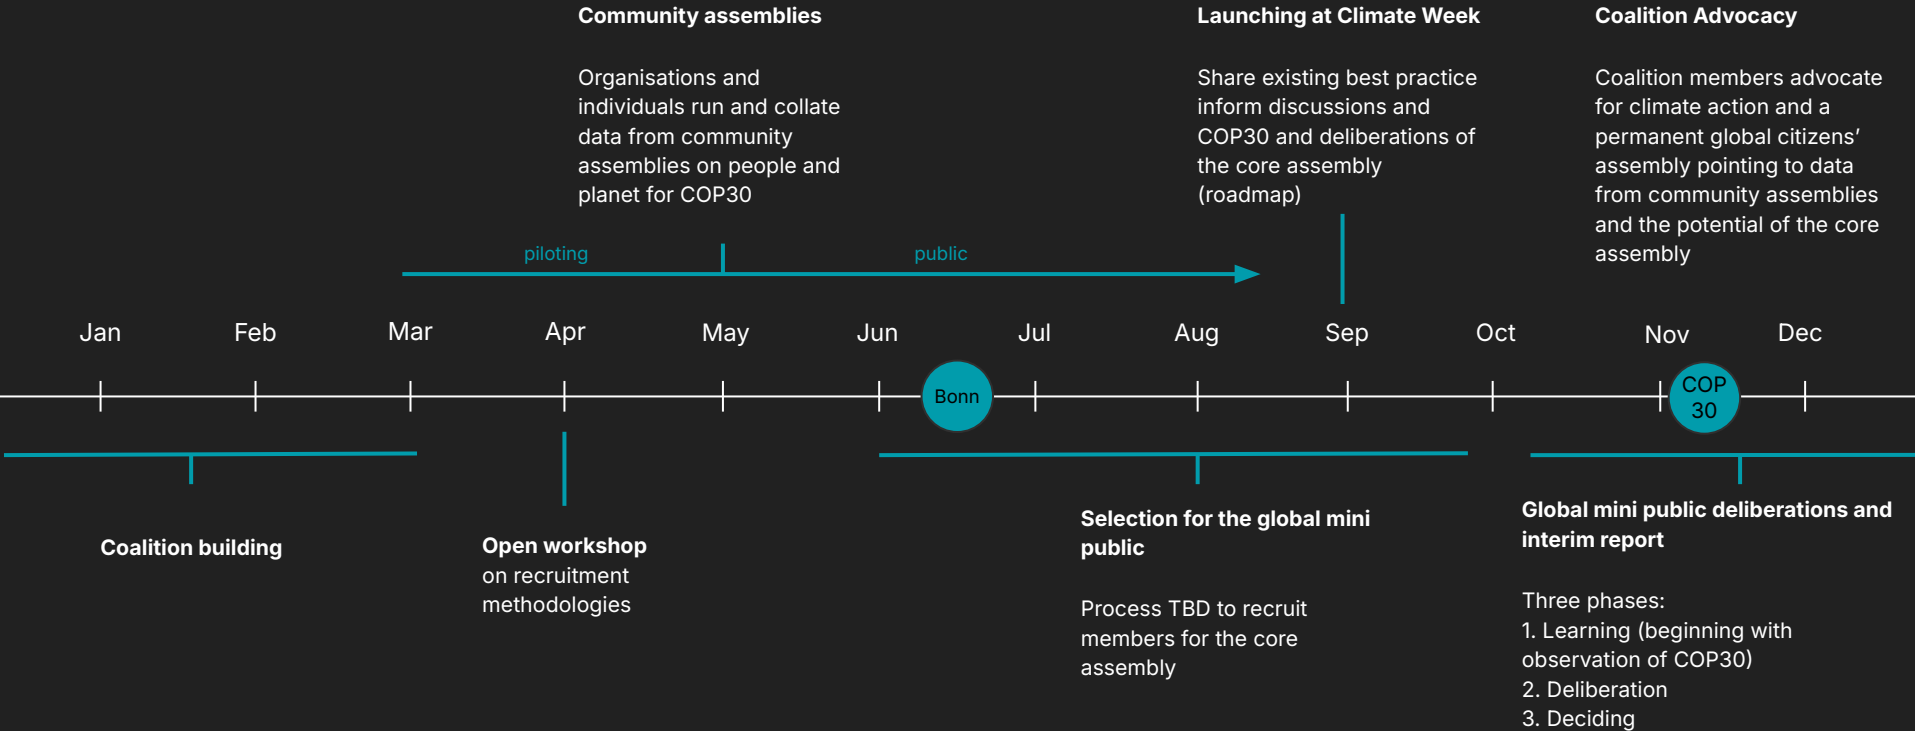 Community assemblies
Organisations and
individuals run and collate
data from community
assemblies on people and
planet for COP30
Launching at Climate Week
Share existing best practice
inform discussions and
COP30 and deliberations of
the core assembly
(roadmap)
Coalition Advocacy
Coalition members advocate
for climate action and a
permanent global citizens’
assembly pointing to data
from community assemblies
and the potential of the core
assembly
piloting
public
Jan
Feb
Mar
Apr
May
Jun
Jul
Aug
Sep
Oct
Nov
Dec
Bonn
COP
30
Coalition building
Open workshop
on recruitment
methodologies
Selection for the global mini
public
Process TBD to recruit
members for the core
assembly
Global mini public deliberations and
interim report
Three phases:
1. Learning (beginning with
observation of COP30)
2. Deliberation
3. Deciding